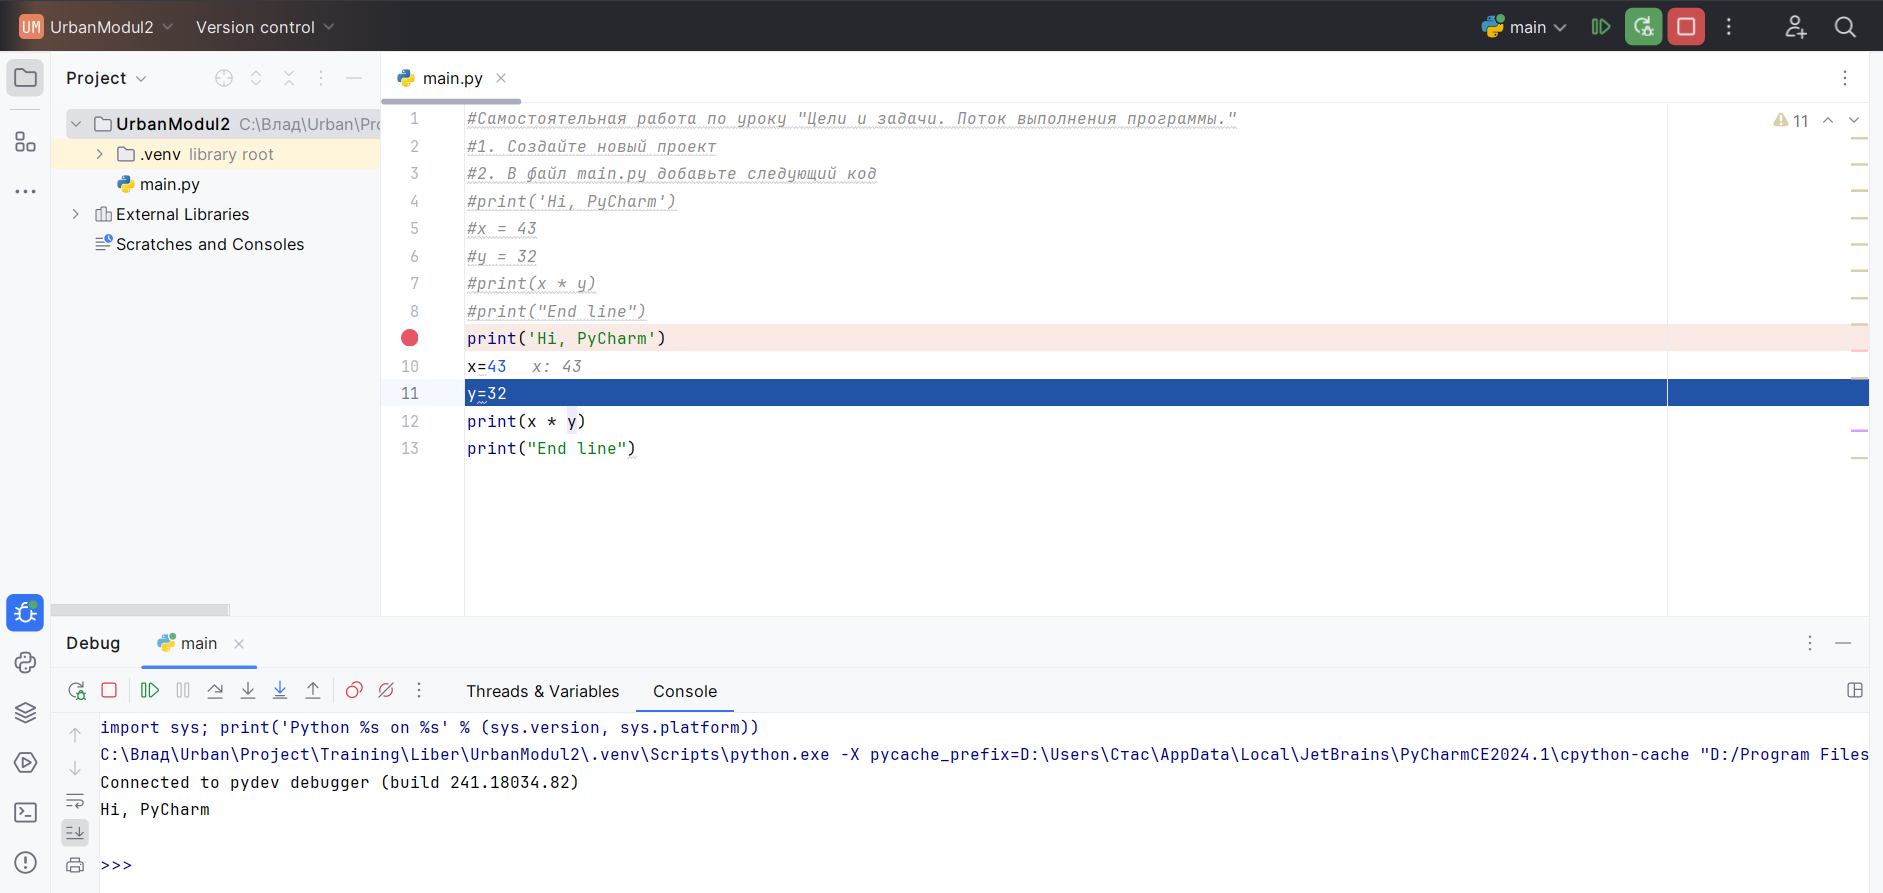 UM UrbanModul2 Version control main
Project
main.py
UrbanModul2 C:\Влад\Urban\Pro
.venv library root
main.py
External Libraries
Scratches and Consoles
11
1 #Самостоятельная работа по уроку "Цели и задачи. Поток выполнения программы."
2 #1. Создайте новый проект
3 #2. В файл main.py добавьте следующий код
4 #print('Hi, PyCharm')
5 #x = 43
6 #y = 32
7 #print(x * y)
8 #print("End line")
print('Hi, PyCharm')
10 x=43 x: 43
11 y=32
12 print(x * y)
13 print("End line")
Debug main
Threads & Variables Console
import sys; print('Python %s on %s' % (sys.version, sys.platform))
C:\Влад\Urban\Project\Training\Liber\UrbanModul2\.venv\Scripts\python.exe -X pycache_prefix=D:\Users\Стас\AppData\Local\JetBrains\PyCharmCE2024.1\cpython-cache "D:/Program Files
Connected to pydev debugger (build 241.18034.82)
Hi, PyCharm
>>>